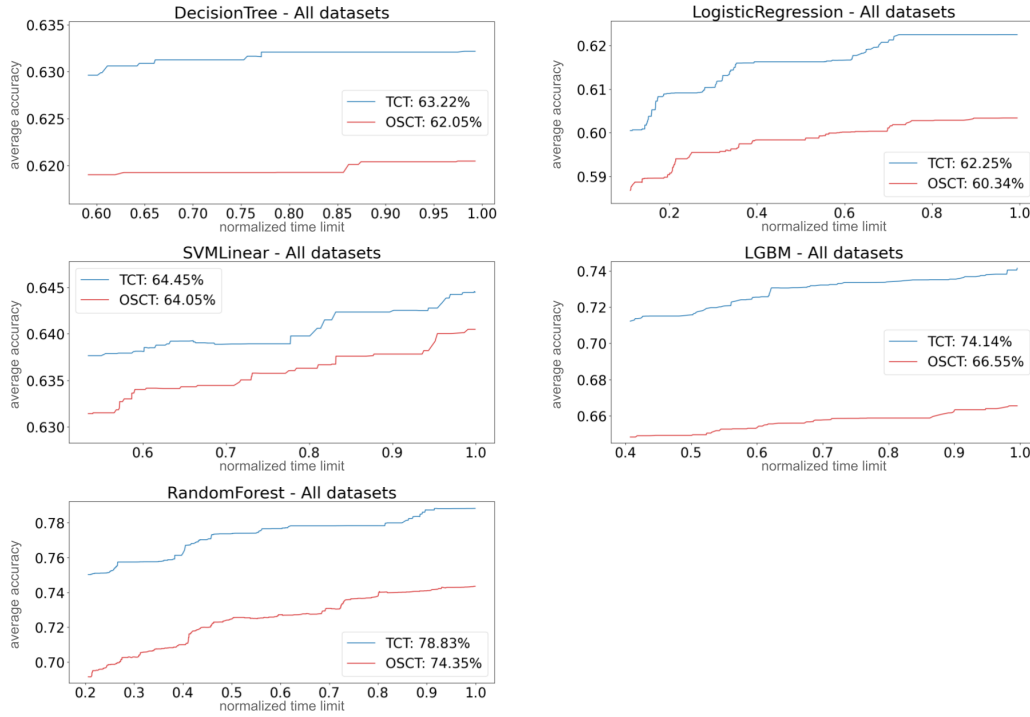 DecisionTree - All datasets
0.635
0.630
0.625
0.620
average accuracy
TCT: 63.22%
OSCT: 62.05%
0.60 0.65 0.70 0.75 0.80 0.85 0.90 0.95 1.00
normalized time limit
LogisticRegression - All datasets
0.62
0.61
0.60
0.59
average accuracy
TCT: 62.25%
OSCT: 60.34%
0.2 0.4 0.6 0.8 1.0
normalized time limit
SVMLinear - All datasets
0.645
0.640
0.635
0.630
average accuracy
TCT: 64.45%
OSCT: 64.05%
0.6 0.7 0.8 0.9 1.0
normalized time limit
LGBM - All datasets
0.74
0.72
0.70
0.68
0.66
average accuracy
TCT: 74.14%
OSCT: 66.55%
0.4 0.5 0.6 0.7 0.8 0.9 1.0
normalized time limit
RandomForest - All datasets
0.78
0.76
0.74
0.72
0.70
average accuracy
TCT: 78.83%
OSCT: 74.35%
0.2 0.3 0.4 0.5 0.6 0.7 0.8 0.9 1.0
normalized time limit